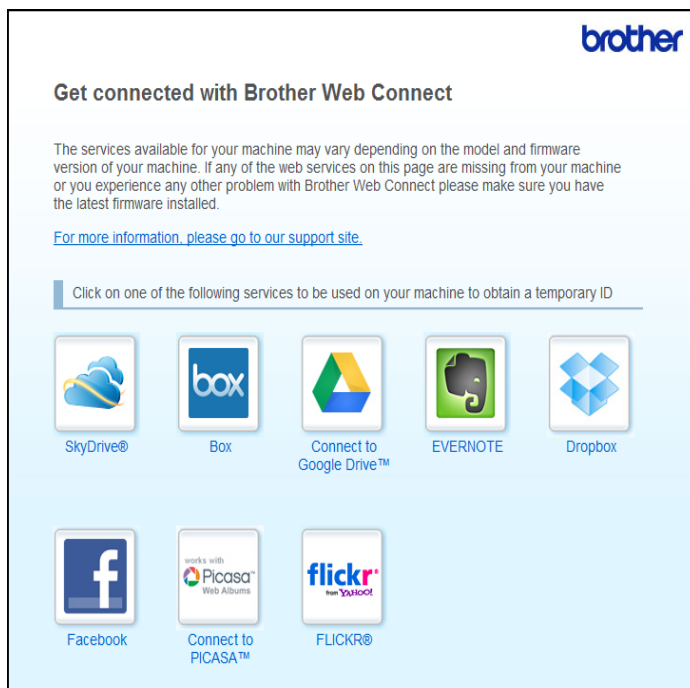 brother
Get connected with Brother Web Connect
The services available for your machine may vary depending on the model and firmware
version of your machine. If any of the web services on this page are missing from your machine
or you experience any other problem with Brother Web Connect please make sure you have
the latest firmware installed.
For more information, please go to our support site.
Click on one of the following services to be used on your machine to obtain a temporary ID
box
SkyDrive®
Box
Connect to
Google Drive™
EVERNOTE
Dropbox
f
works with
Picasa™
Web Albums
flickr®
from YAHOO!
Facebook
Connect to
PICASA™
FLICKR®